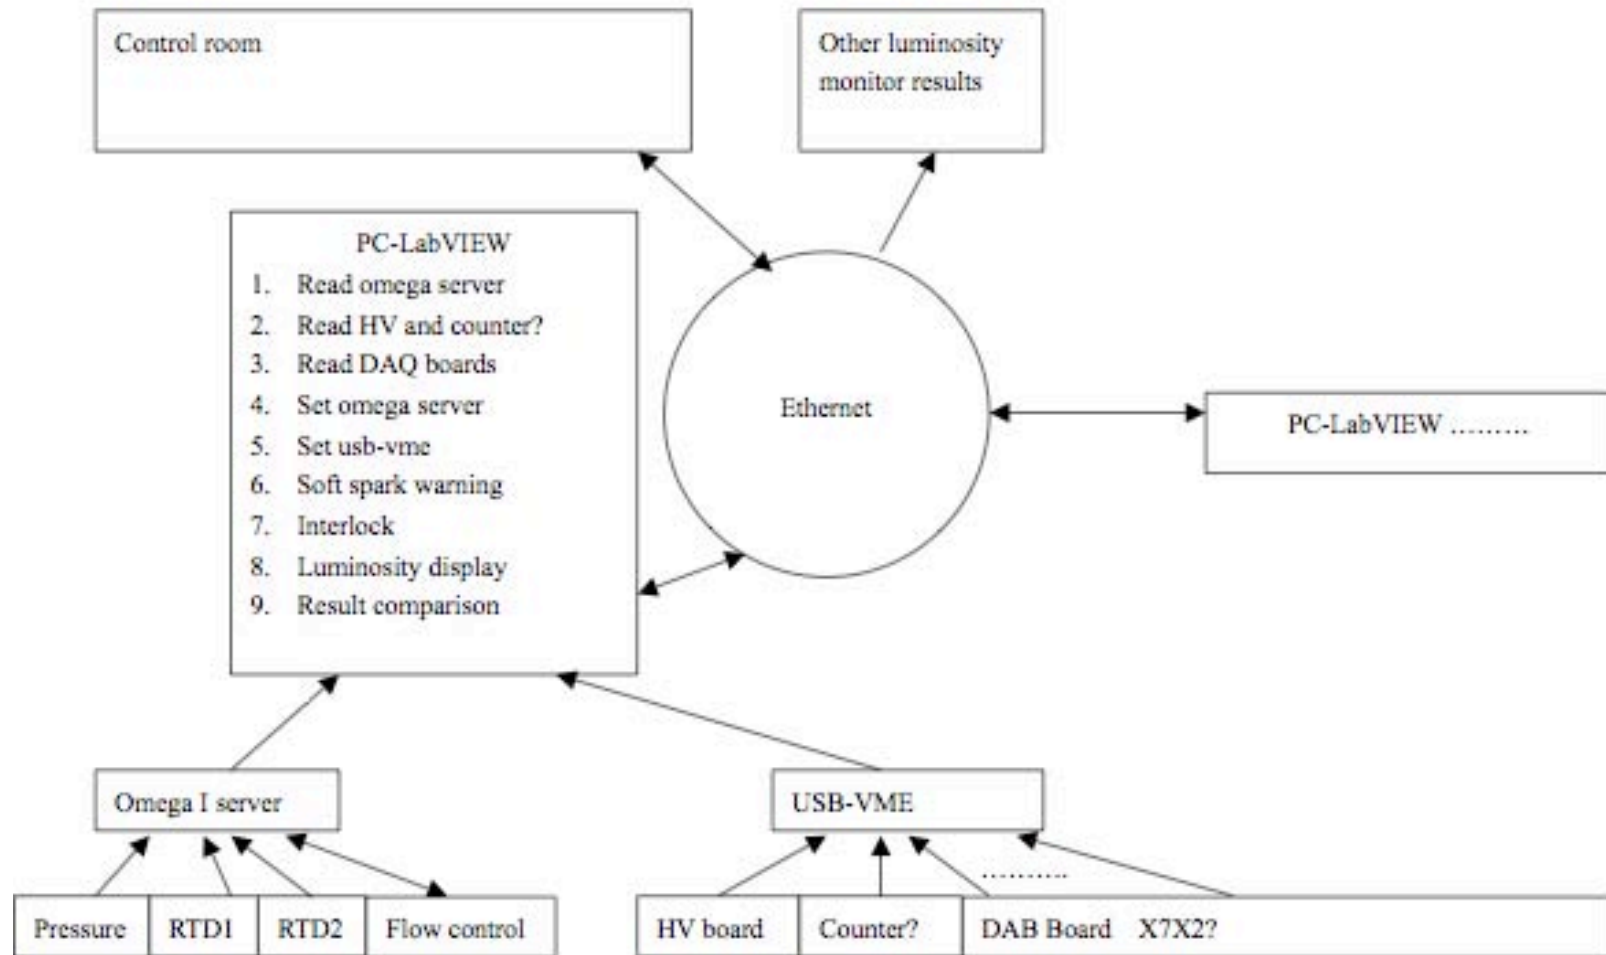 Control room
Other luminosity
monitor results
PC-LabVIEW
1. Read omega server
2. Read HV and counter?
3. Read DAQ boards
4. Set omega server
5. Set usb-vme
6. Soft spark warning
7. Interlock
8. Luminosity display
9. Result comparison
Ethernet
PC-LabVIEW ………
Omega I server
USB-VME
………..
Pressure
RTD1
RTD2
Flow control
HV board
Counter?
DAB Board X7X2?